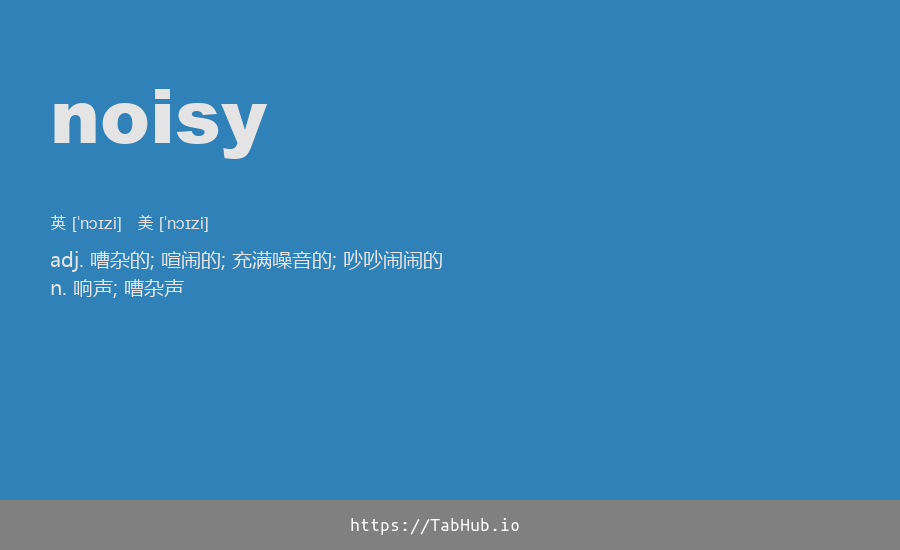 noisy
英 [ˈnɔɪzi] 美 [ˈnɔɪzi]
adj. 嘈杂的; 喧闹的; 充满噪音的; 吵吵闹闹的
n. 响声; 嘈杂声
https://TabHub.io